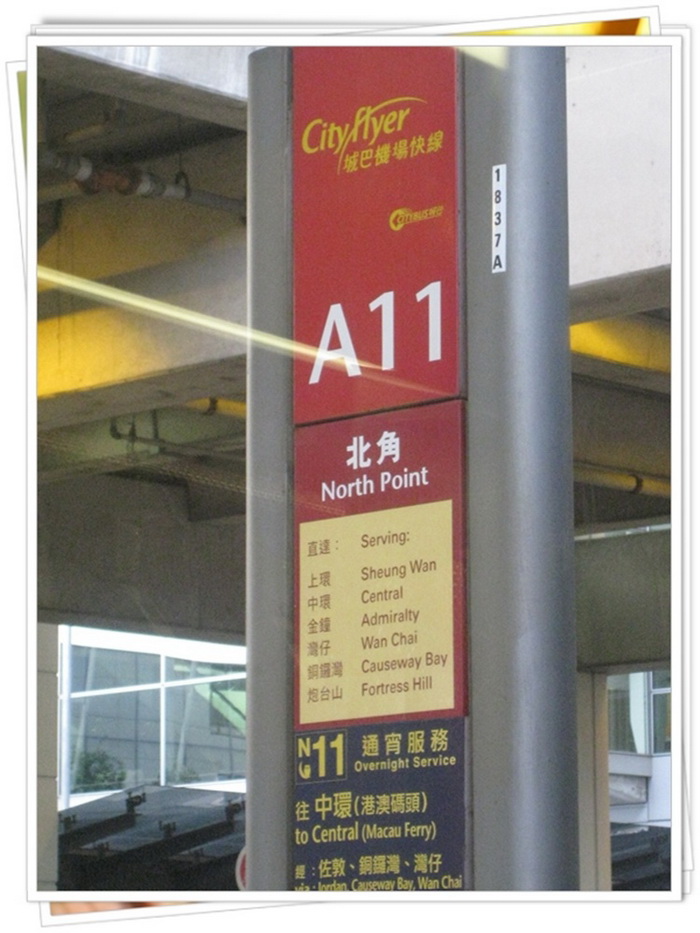 Cityflyer
城巴機場快線
CITYBUS 城巴
A11
1837A
北角
North Point
直達： Serving:
上環 Sheung Wan
中環 Central
金鐘 Admiralty
灣仔 Wan Chai
銅鑼灣 Causeway Bay
炮台山 Fortress Hill
N11 通宵服務
Overnight Service
往 中環(港澳碼頭)
to Central (Macau Ferry)
經：佐敦、銅鑼灣、灣仔
via : Jordan, Causeway Bay, Wan Chai